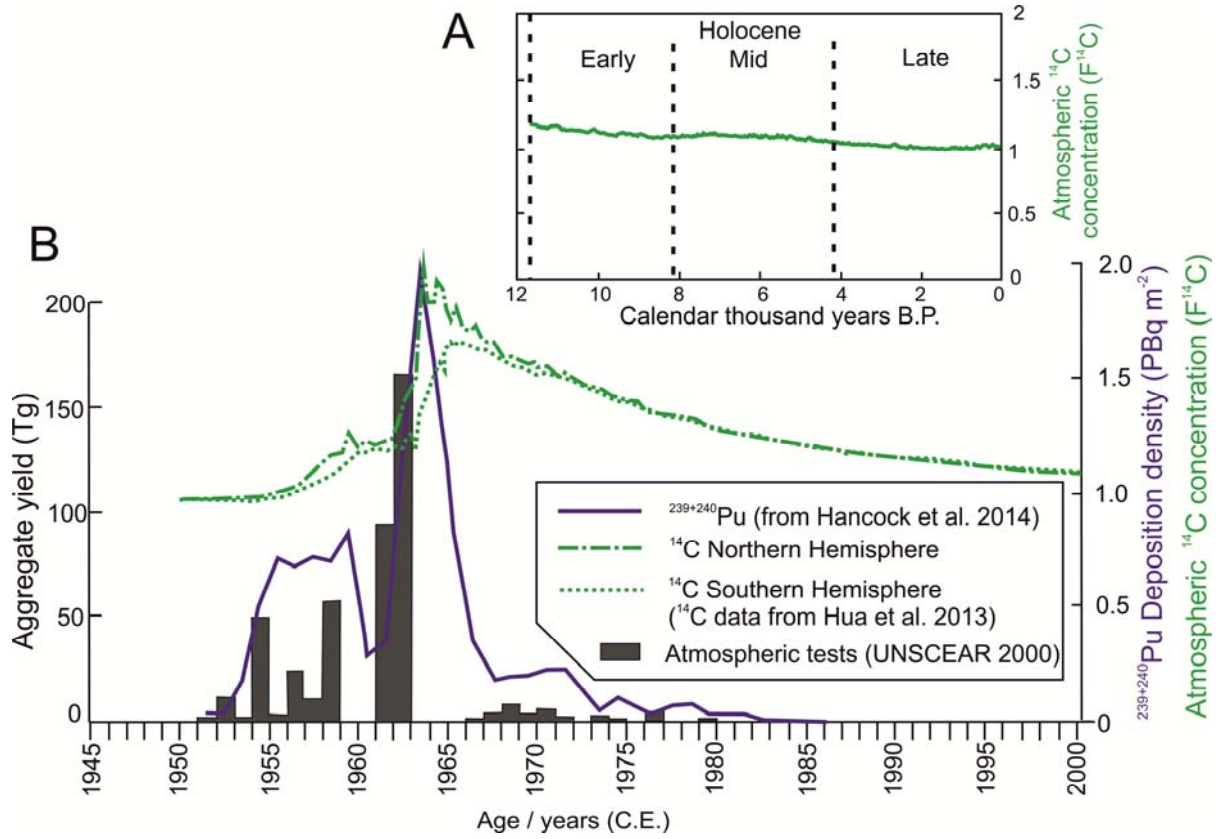 A
Holocene
Early
Mid
Late
2
1.5
1
0.5
0
Atmospheric ¹⁴C
concentration (F¹⁴C)
12
10
8
6
4
2
0
Calendar thousand years B.P.
B
200
150
100
50
0
Aggregate yield (Tg)
2.0
1.5
1.0
0.5
0
²³⁹⁺²⁴⁰Pu Deposition density (PBq m⁻²)
Atmospheric ¹⁴C concentration (F¹⁴C)
²³⁹⁺²⁴⁰Pu (from Hancock et al. 2014)
¹⁴C Northern Hemisphere
¹⁴C Southern Hemisphere
(¹⁴C data from Hua et al. 2013)
Atmospheric tests (UNSCEAR 2000)
1945
1950
1955
1960
1965
1970
1975
1980
1985
1990
1995
2000
Age / years (C.E.)